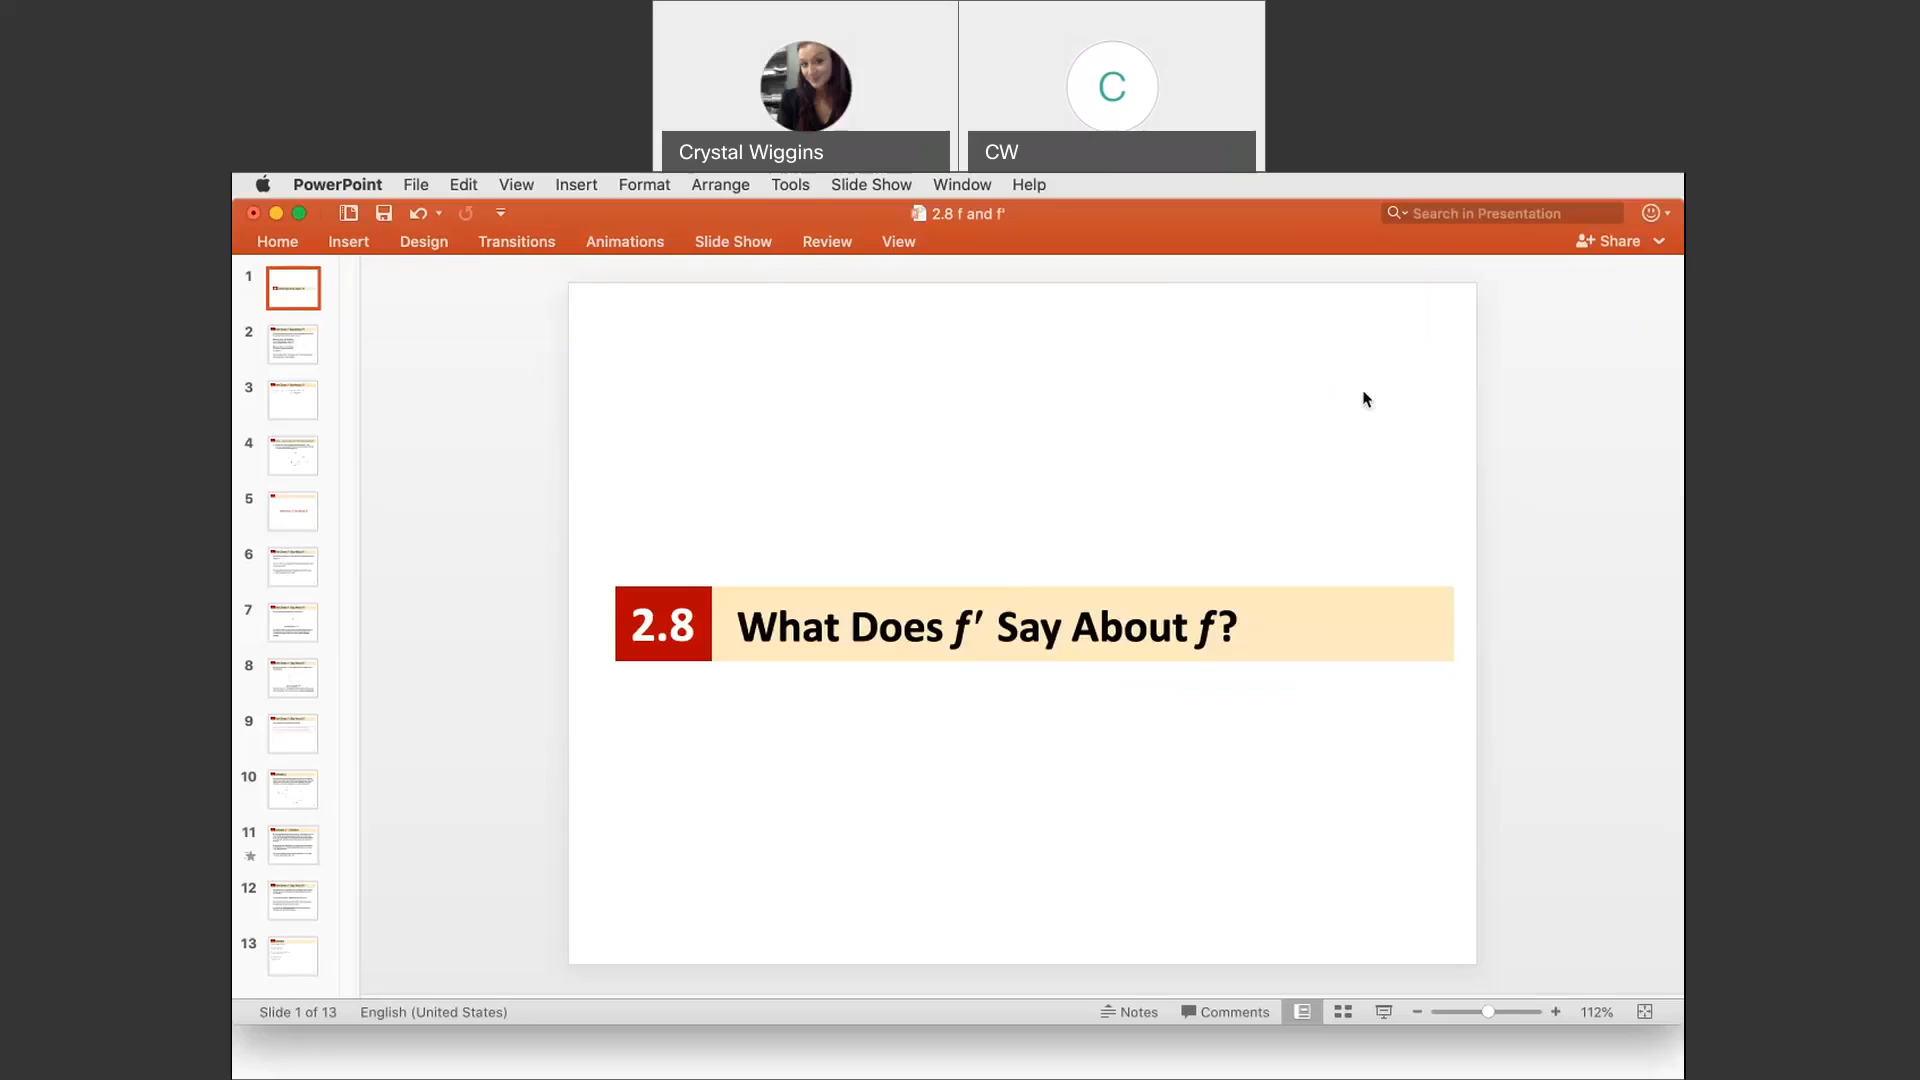 Crystal Wiggins
C
CW
PowerPoint File Edit View Insert Format Arrange Tools Slide Show Window Help
2.8 f and f'
Search in Presentation
Home Insert Design Transitions Animations Slide Show Review View
Share
1
2
3
4
5
6
7
8
9
10
11
12
13
2.8 What Does f′ Say About f?
Slide 1 of 13 English (United States)
Notes Comments 112%